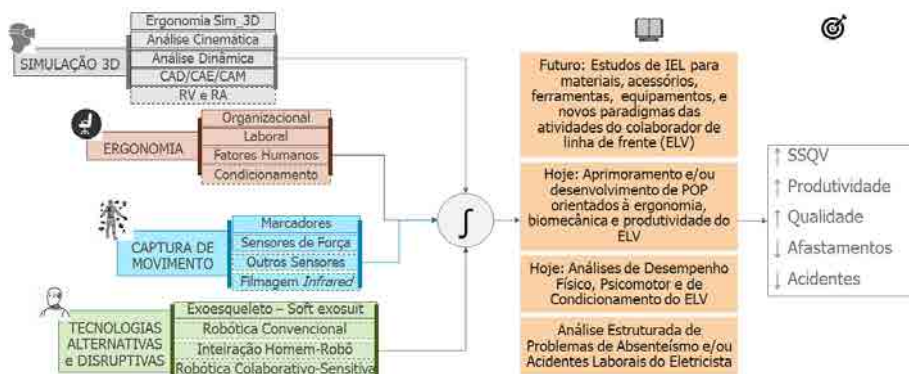 SIMULAÇÃO 3D
Ergonomia Sim_3D
Análise Cinemática
Análise Dinâmica
CAD/CAE/CAM
RV e RA
ERGONOMIA
Organizacional
Laboral
Fatores Humanos
Condicionamento
CAPTURA DE
MOVIMENTO
Marcadores
Sensores de Força
Outros Sensores
Filmagem Infrared
TECNOLOGIAS
ALTERNATIVAS
e DISRUPTIVAS
Exoesqueleto – Soft exosuit
Robótica Convencional
Inteiração Homem-Robô
Robótica Colaborativo-Sensitiva
∫
Futuro: Estudos de IEL para
materiais, acessórios,
ferramentas, equipamentos, e
novos paradigmas das
atividades do colaborador de
linha de frente (ELV)
Hoje: Aprimoramento e/ou
desenvolvimento de POP
orientados à ergonomia,
biomecânica e produtividade do
ELV
Hoje: Análises de Desempenho
Físico, Psicomotor e de
Condicionamento do ELV
Análise Estruturada de
Problemas de Absenteísmo e/ou
Acidentes Laborais do Eletricista
↑ SSQV
↑ Produtividade
↑ Qualidade
↓ Afastamentos
↓ Acidentes